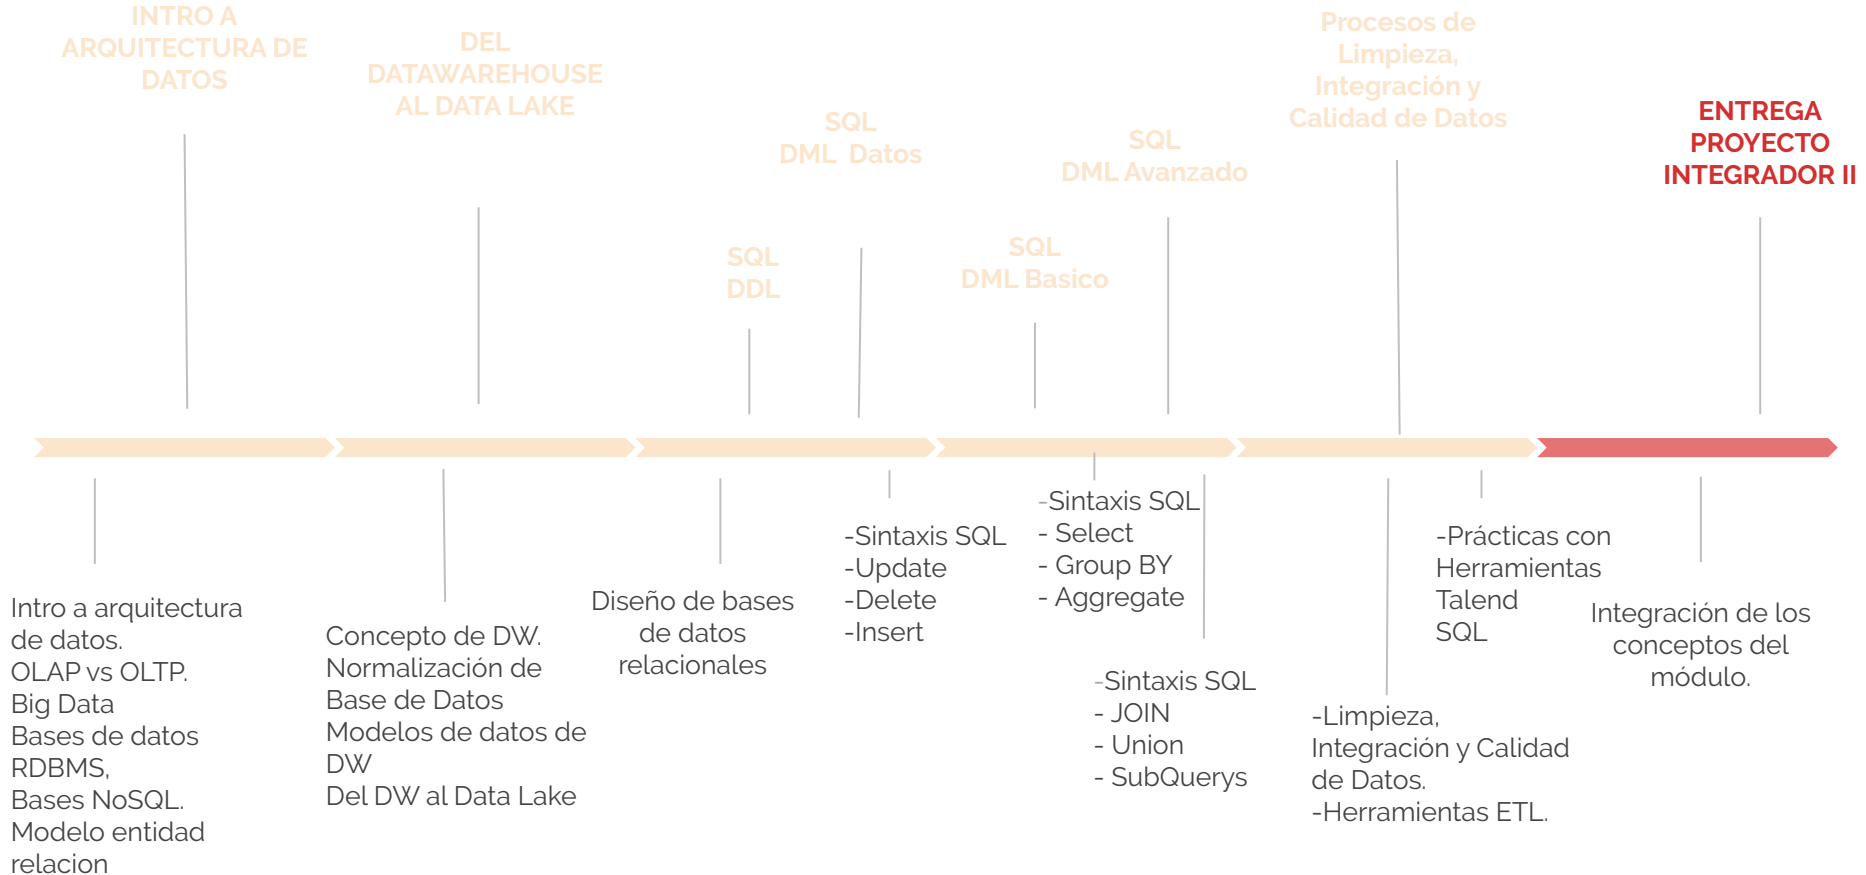 INTRO A
ARQUITECTURA DE
DATOS
DEL
DATAWAREHOUSE
AL DATA LAKE
SQL
DDL
SQL
DML  Datos
SQL
DML Basico
SQL
DML Avanzado
Procesos de
Limpieza,
Integración y
Calidad de Datos
ENTREGA
PROYECTO
INTEGRADOR II
Intro a arquitectura
de datos.
OLAP vs OLTP.
Big Data
Bases de datos
RDBMS,
Bases NoSQL.
Modelo entidad
relacion
Concepto de DW.
Normalización de
Base de Datos
Modelos de datos de
DW
Del DW al Data Lake
Diseño de bases
de datos
relacionales
-Sintaxis SQL
-Update
-Delete
-Insert
-Sintaxis SQL
- Select
- Group BY
- Aggregate
-Sintaxis SQL
- JOIN
- Union
- SubQuerys
-Limpieza,
Integración y Calidad
de Datos.
-Herramientas ETL.
-Prácticas con
Herramientas
Talend
SQL
Integración de los
conceptos del
módulo.